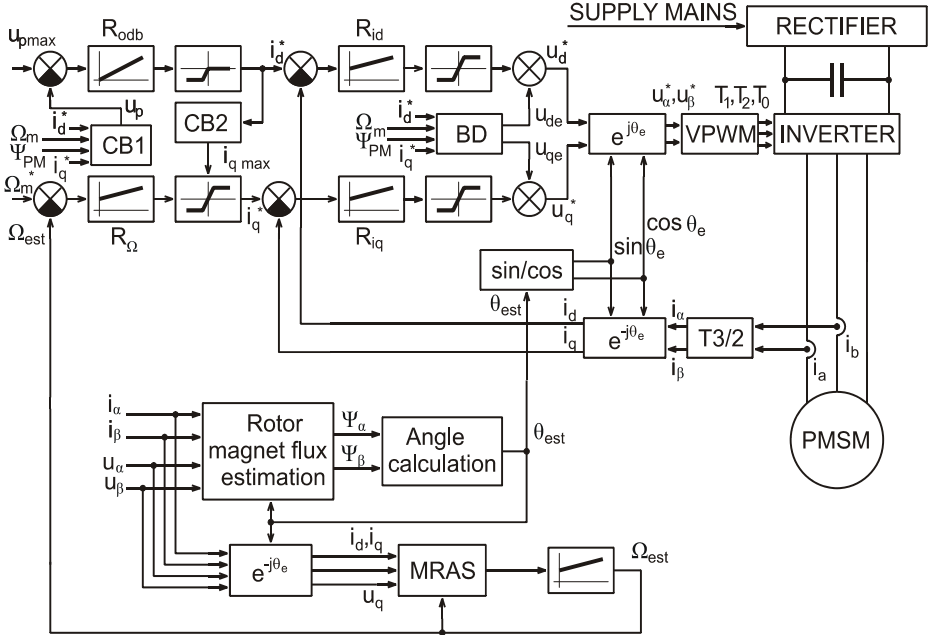 SUPPLY MAINS
RECTIFIER
u_pmax
R_odb
i_d^*
R_id
u_d^*
u_α^*,u_β^*
T_1,T_2,T_0
u_p
i_d^*
Ω_m
Ψ_PM
i_q^*
CB1
CB2
i_q max
i_d^*
Ω_m
Ψ_PM
i_q^*
BD
u_de
u_qe
e^jθ_e
VPWM
INVERTER
Ω_m^*
Ω_est
R_Ω
i_q^*
R_iq
u_q^*
cos θ_e
sin θ_e
sin/cos
θ_est
i_d
i_q
e^-jθ_e
i_α
i_β
T3/2
i_b
i_a
PMSM
i_α
i_β
u_α
u_β
Rotor
magnet flux
estimation
Ψ_α
Ψ_β
Angle
calculation
θ_est
e^-jθ_e
i_d,i_q
u_q
MRAS
Ω_est